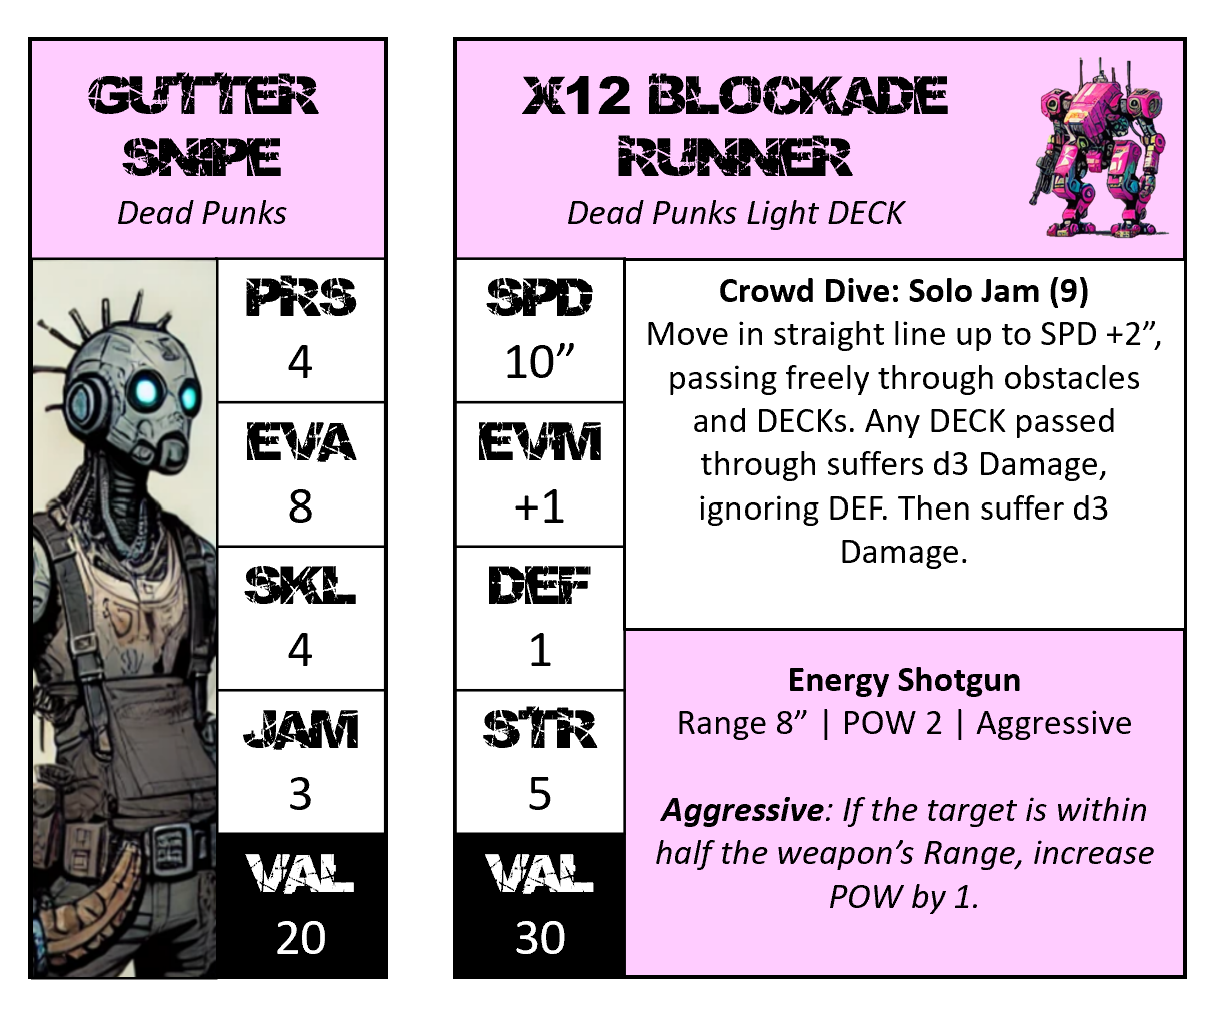 GUTTER
SNIPE
Dead Punks
PRS
4
EVA
8
SKL
4
JAM
3
VAL
20
X12 BLOCKADE
RUNNER
Dead Punks Light DECK
SPD
10”
EVM
+1
DEF
1
STR
5
VAL
30
Crowd Dive: Solo Jam (9)
Move in straight line up to SPD +2”,
passing freely through obstacles
and DECKs. Any DECK passed
through suffers d3 Damage,
ignoring DEF. Then suffer d3
Damage.
Energy Shotgun
Range 8” | POW 2 | Aggressive
Aggressive: If the target is within
half the weapon’s Range, increase
POW by 1.